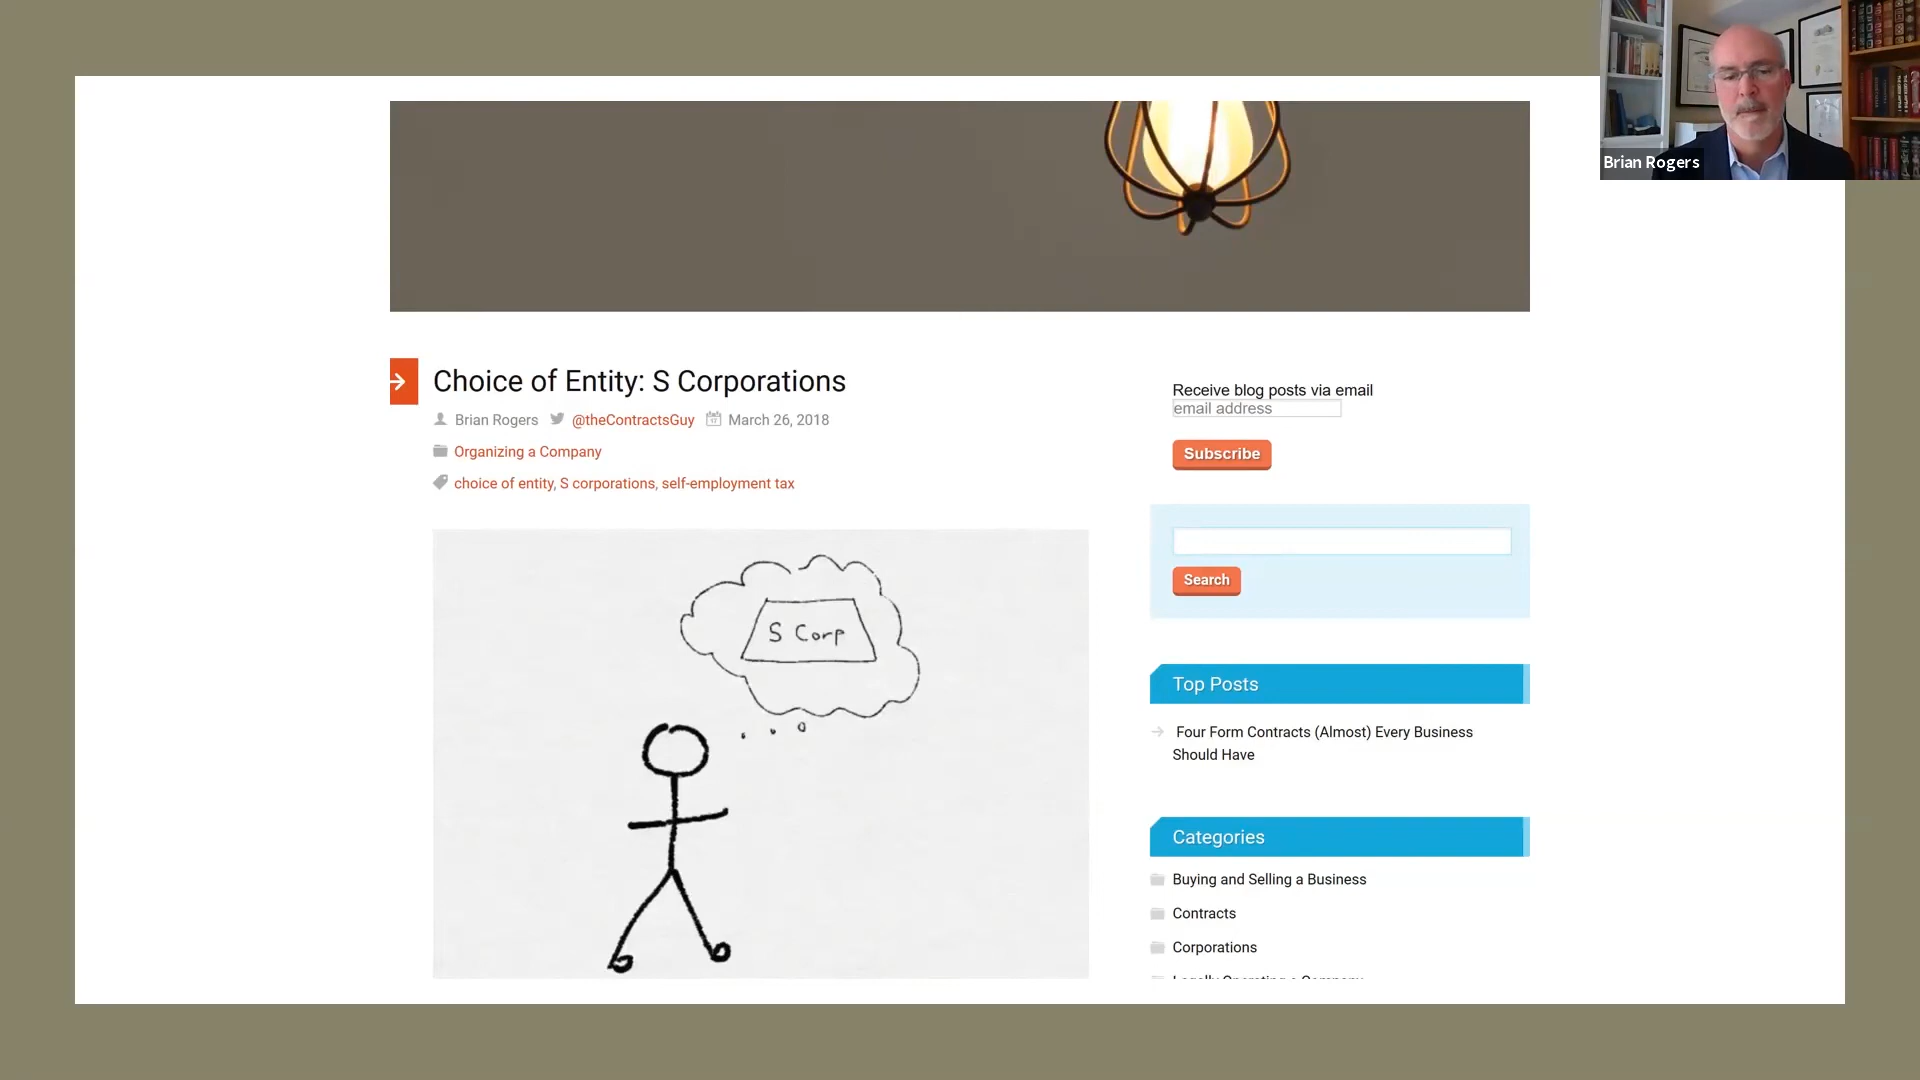 Brian Rogers
Choice of Entity: S Corporations
Brian Rogers @theContractsGuy March 26, 2018
Organizing a Company
choice of entity, S corporations, self-employment tax
S Corp
Receive blog posts via email
email address
Subscribe
Search
Top Posts
Four Form Contracts (Almost) Every Business
Should Have
Categories
Buying and Selling a Business
Contracts
Corporations